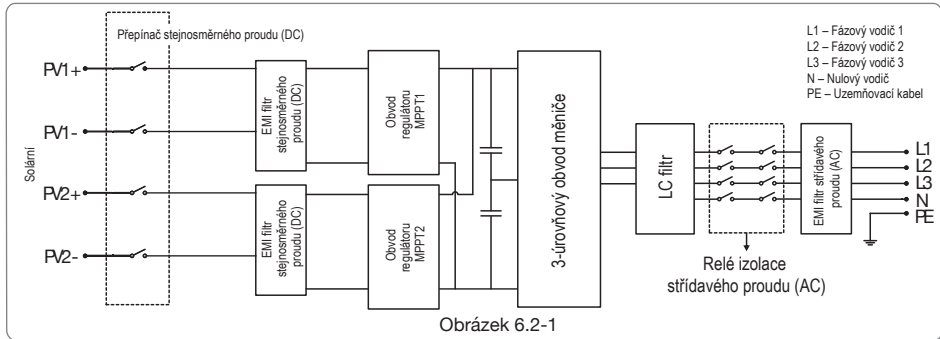 Přepínač stejnosměrného proudu (DC)
L1 – Fázový vodič 1
L2 – Fázový vodič 2
L3 – Fázový vodič 3
N – Nulový vodič
PE – Uzemňovací kabel
Solární
PV1+
PV1-
PV2+
PV2-
EMI filtr
stejnosměrného
proudu (DC)
EMI filtr
stejnosměrného
proudu (DC)
Obvod
regulátoru
MPPT1
Obvod
regulátoru
MPPT2
3-úrovňový obvod měniče
LC filtr
EMI filtr střídavého
proudu (AC)
L1
L2
L3
N
PE
Relé izolace
střídavého proudu (AC)
Obrázek 6.2-1